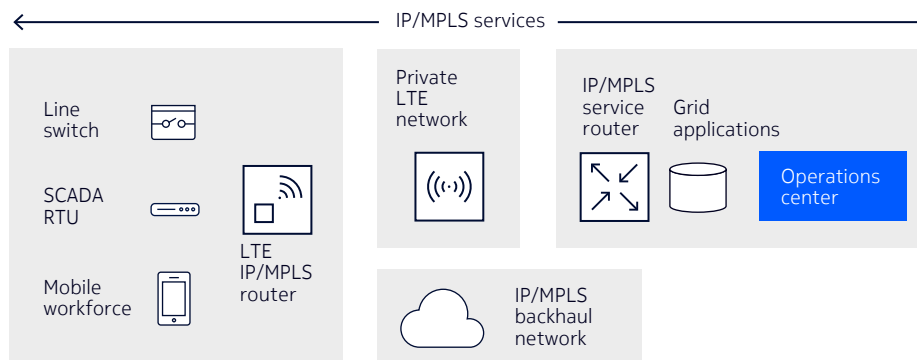 IP/MPLS services
Line
switch
SCADA
RTU
Mobile
workforce
LTE
IP/MPLS
router
Private
LTE
network
IP/MPLS
backhaul
network
IP/MPLS
service
router
Grid
applications
Operations
center